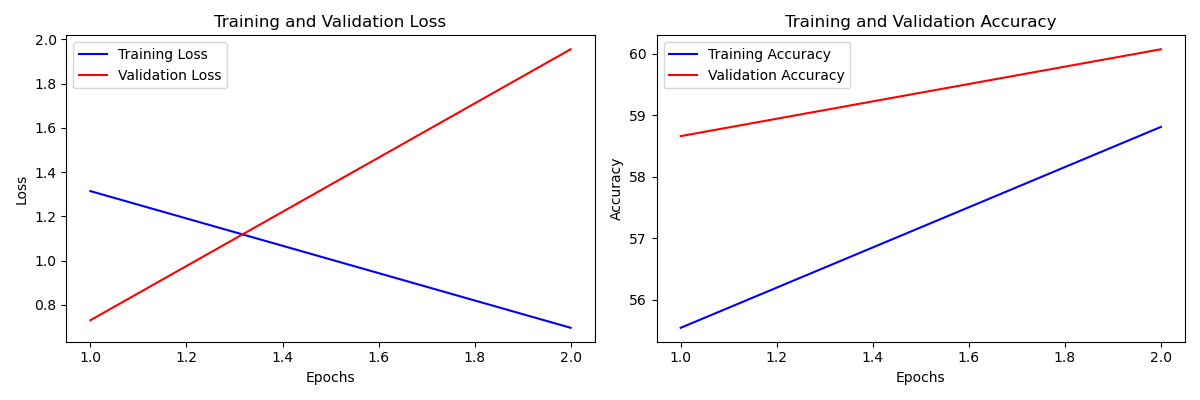 Training and Validation Loss
Training Loss
Validation Loss
2.0
1.8
1.6
1.4
1.2
1.0
0.8
Loss
1.0 1.2 1.4 1.6 1.8 2.0
Epochs
Training and Validation Accuracy
Training Accuracy
Validation Accuracy
60
59
58
57
56
Accuracy
1.0 1.2 1.4 1.6 1.8 2.0
Epochs